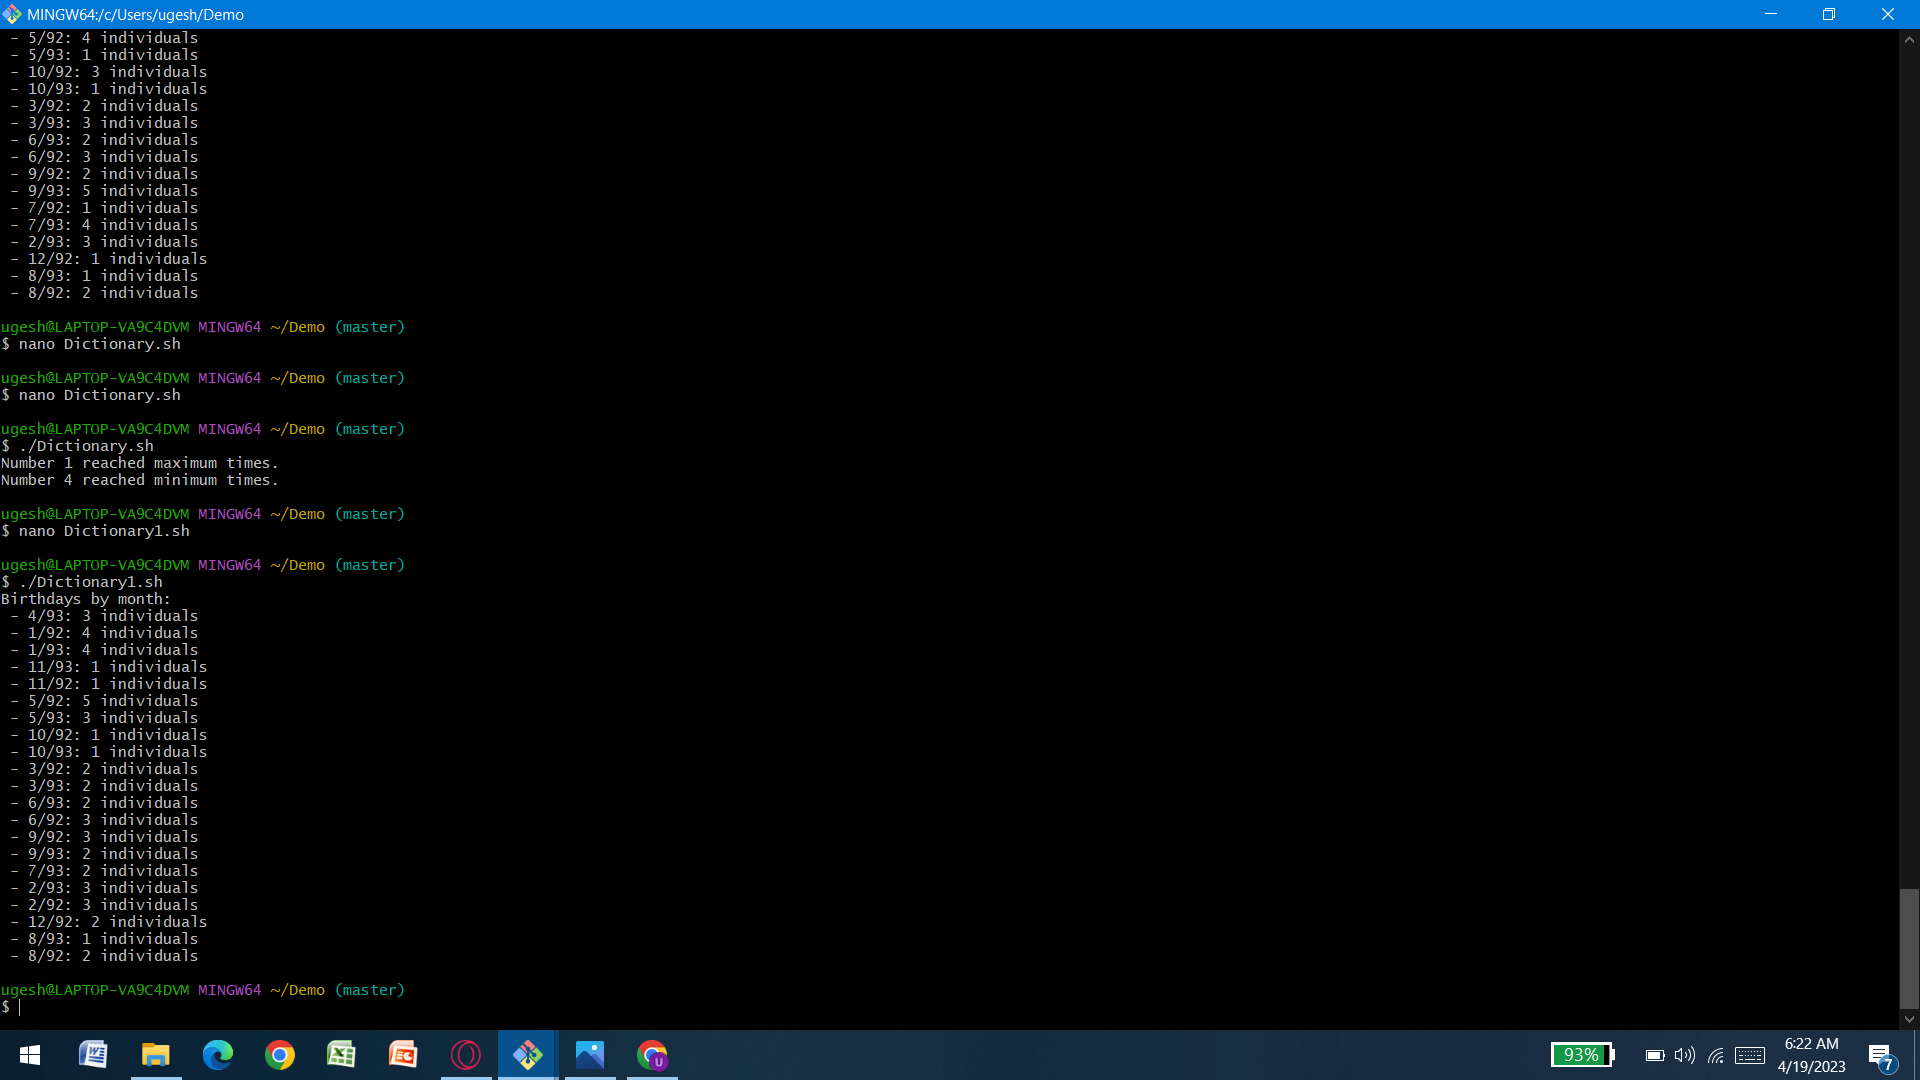 MINGW64:/c/Users/ugesh/Demo
- 5/92: 4 individuals
- 5/93: 1 individuals
- 10/92: 3 individuals
- 10/93: 1 individuals
- 3/92: 2 individuals
- 3/93: 3 individuals
- 6/93: 2 individuals
- 6/92: 3 individuals
- 9/92: 2 individuals
- 9/93: 5 individuals
- 7/92: 1 individuals
- 7/93: 4 individuals
- 2/93: 3 individuals
- 12/92: 1 individuals
- 8/93: 1 individuals
- 8/92: 2 individuals
ugesh@LAPTOP-VA9C4DVM MINGW64 ~/Demo (master)
$ nano Dictionary.sh
ugesh@LAPTOP-VA9C4DVM MINGW64 ~/Demo (master)
$ nano Dictionary.sh
ugesh@LAPTOP-VA9C4DVM MINGW64 ~/Demo (master)
$ ./Dictionary.sh
Number 1 reached maximum times.
Number 4 reached minimum times.
ugesh@LAPTOP-VA9C4DVM MINGW64 ~/Demo (master)
$ nano Dictionary1.sh
ugesh@LAPTOP-VA9C4DVM MINGW64 ~/Demo (master)
$ ./Dictionary1.sh
Birthdays by month:
- 4/93: 3 individuals
- 1/92: 4 individuals
- 1/93: 4 individuals
- 11/93: 1 individuals
- 11/92: 1 individuals
- 5/92: 5 individuals
- 5/93: 3 individuals
- 10/92: 1 individuals
- 10/93: 1 individuals
- 3/92: 2 individuals
- 3/93: 2 individuals
- 6/93: 2 individuals
- 6/92: 3 individuals
- 9/92: 3 individuals
- 9/93: 2 individuals
- 7/93: 2 individuals
- 2/93: 3 individuals
- 2/92: 3 individuals
- 12/92: 2 individuals
- 8/93: 1 individuals
- 8/92: 2 individuals
ugesh@LAPTOP-VA9C4DVM MINGW64 ~/Demo (master)
$
93%
6:22 AM
4/19/2023
7